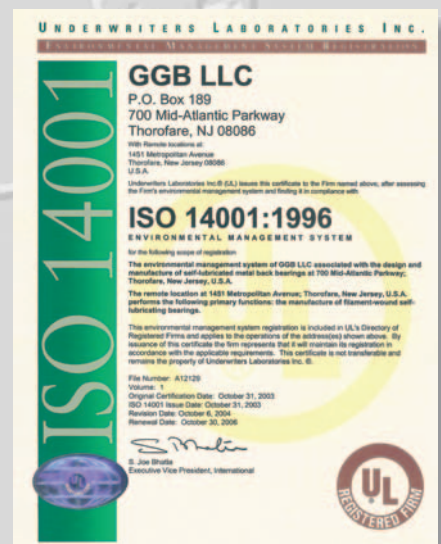 UNDERWRITERS LABORATORIES INC.
ENVIRONMENTAL MANAGEMENT SYSTEM REGISTRATION
ISO 14001
GGB LLC
P.O. Box 189
700 Mid-Atlantic Parkway
Thorofare, NJ 08086
With Remote locations at:
1451 Metropolitan Avenue
Thorofare, New Jersey 08086
U.S.A.
Underwriters Laboratories Inc.® (UL) issues this certificate to the Firm named above, after assessing
the Firm's environmental management system and finding it in compliance with
ISO 14001:1996
ENVIRONMENTAL MANAGEMENT SYSTEM
for the following scope of registration
The environmental management system of GGB LLC associated with the design and
manufacture of self-lubricated metal back bearings at 700 Mid-Atlantic Parkway;
Thorofare, New Jersey, U.S.A.
The remote location at 1451 Metropolitan Avenue; Thorofare, New Jersey, U.S.A.
performs the following primary functions: the manufacture of filament-wound self-
lubricating bearings.
This environmental management system registration is included in UL's Directory of
Registered Firms and applies to the operations of the address(es) shown above. By
issuance of this certificate the firm represents that it will maintain its registration in
accordance with the applicable requirements. This certificate is not transferable and
remains the property of Underwriters Laboratories Inc. ®.
File Number: A12129
Volume: 1
Original Certification Date: October 31, 2003
ISO 14001 Issue Date: October 31, 2003
Revision Date: October 6, 2004
Renewal Date: October 30, 2006
S. Joe Bhatia
Executive Vice President, International
UL
REGISTERED FIRM